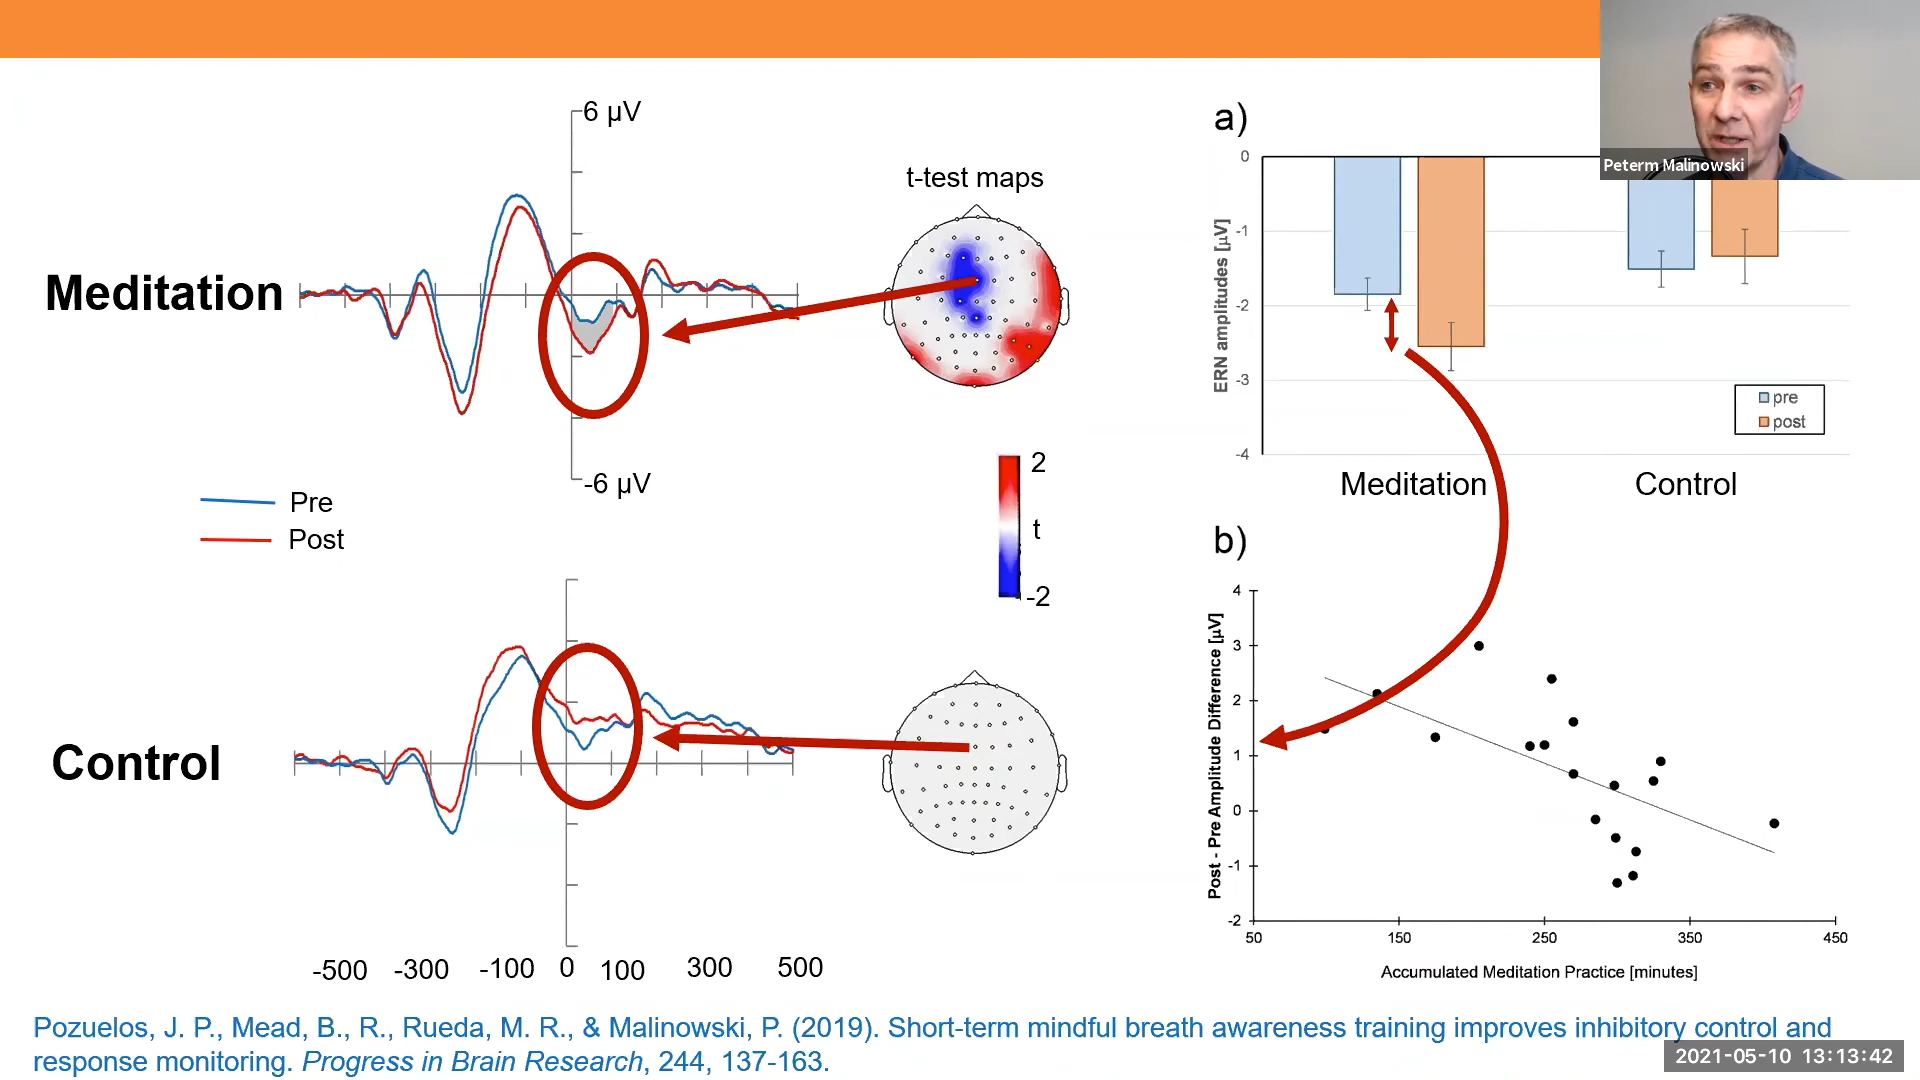 6 µV
Meditation
-6 µV
Pre
Post
t-test maps
2
t
-2
Control
-500 -300 -100 0 100 300 500
a)
Peterm Malinowski
0
-1
-2
-3
-4
ERN amplitudes [µV]
pre
post
Meditation Control
b)
4
3
2
1
0
-1
-2
Post - Pre Amplitude Difference [µV]
50 150 250 350 450
Accumulated Meditation Practice [minutes]
Pozuelos, J. P., Mead, B., R., Rueda, M. R., & Malinowski, P. (2019). Short-term mindful breath awareness training improves inhibitory control and
response monitoring. Progress in Brain Research, 244, 137-163.
2021-05-10 13:13:42